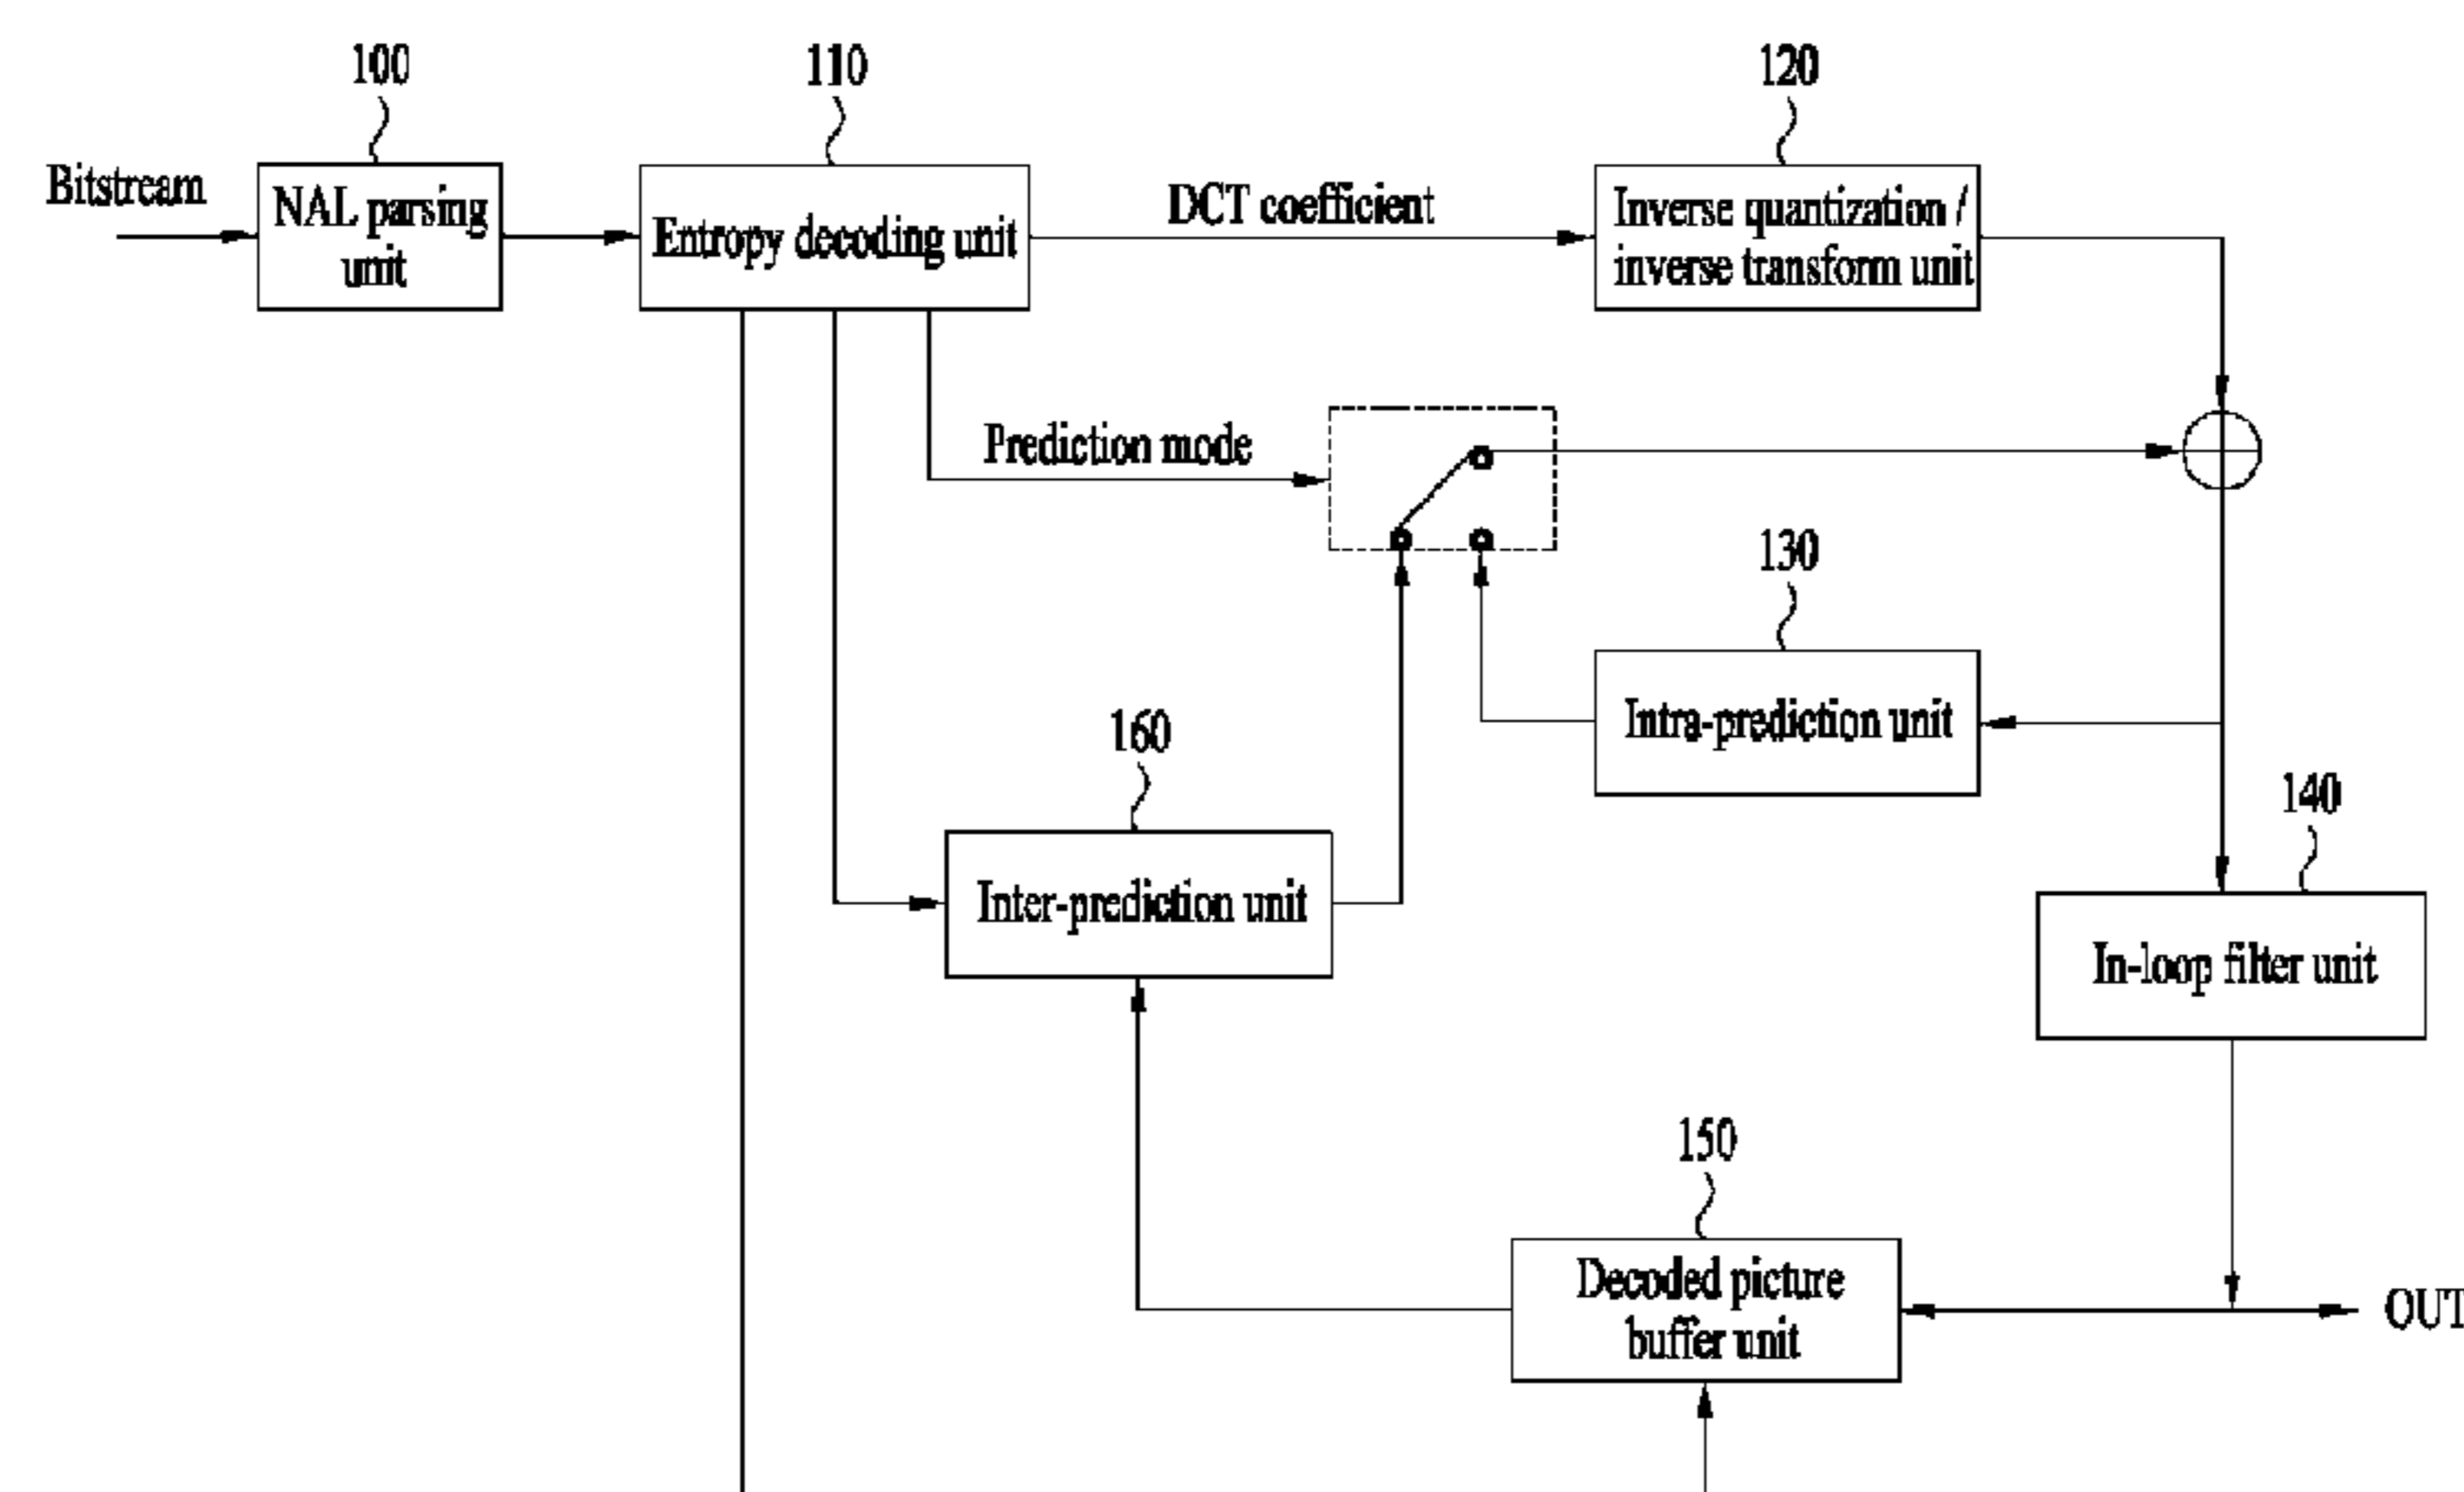 100
110
120
Bitstream
NAL parsing
unit
Entropy decoding unit
DCT coefficient
Inverse quantization /
inverse transform unit
Prediction mode
130
Intra-prediction unit
160
Inter-prediction unit
140
In-loop filter unit
150
Decoded picture
buffer unit
OUT